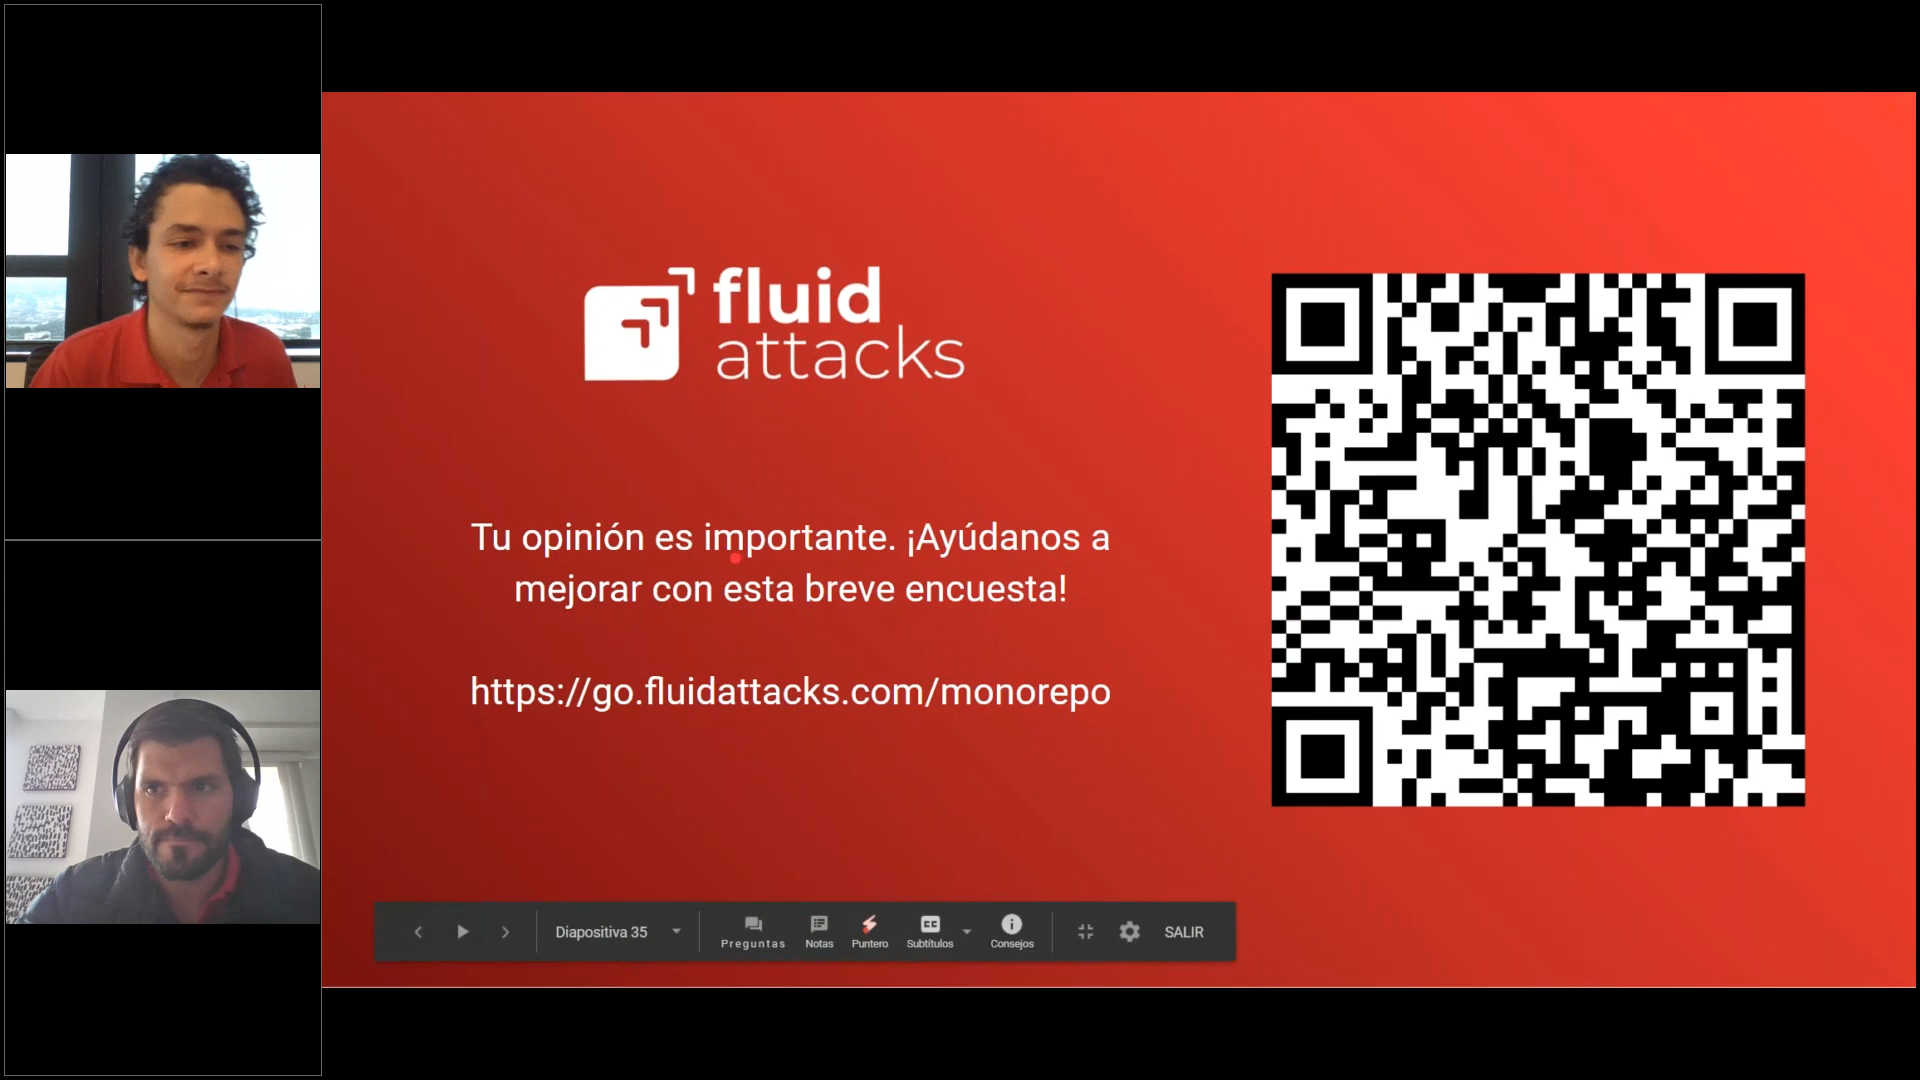 fluid
attacks
Tu opinión es importante. ¡Ayúdanos a
mejorar con esta breve encuesta!
https://go.fluidattacks.com/monorepo
Diapositiva 35
Preguntas
Notas
Puntero
Subtítulos
Consejos
SALIR